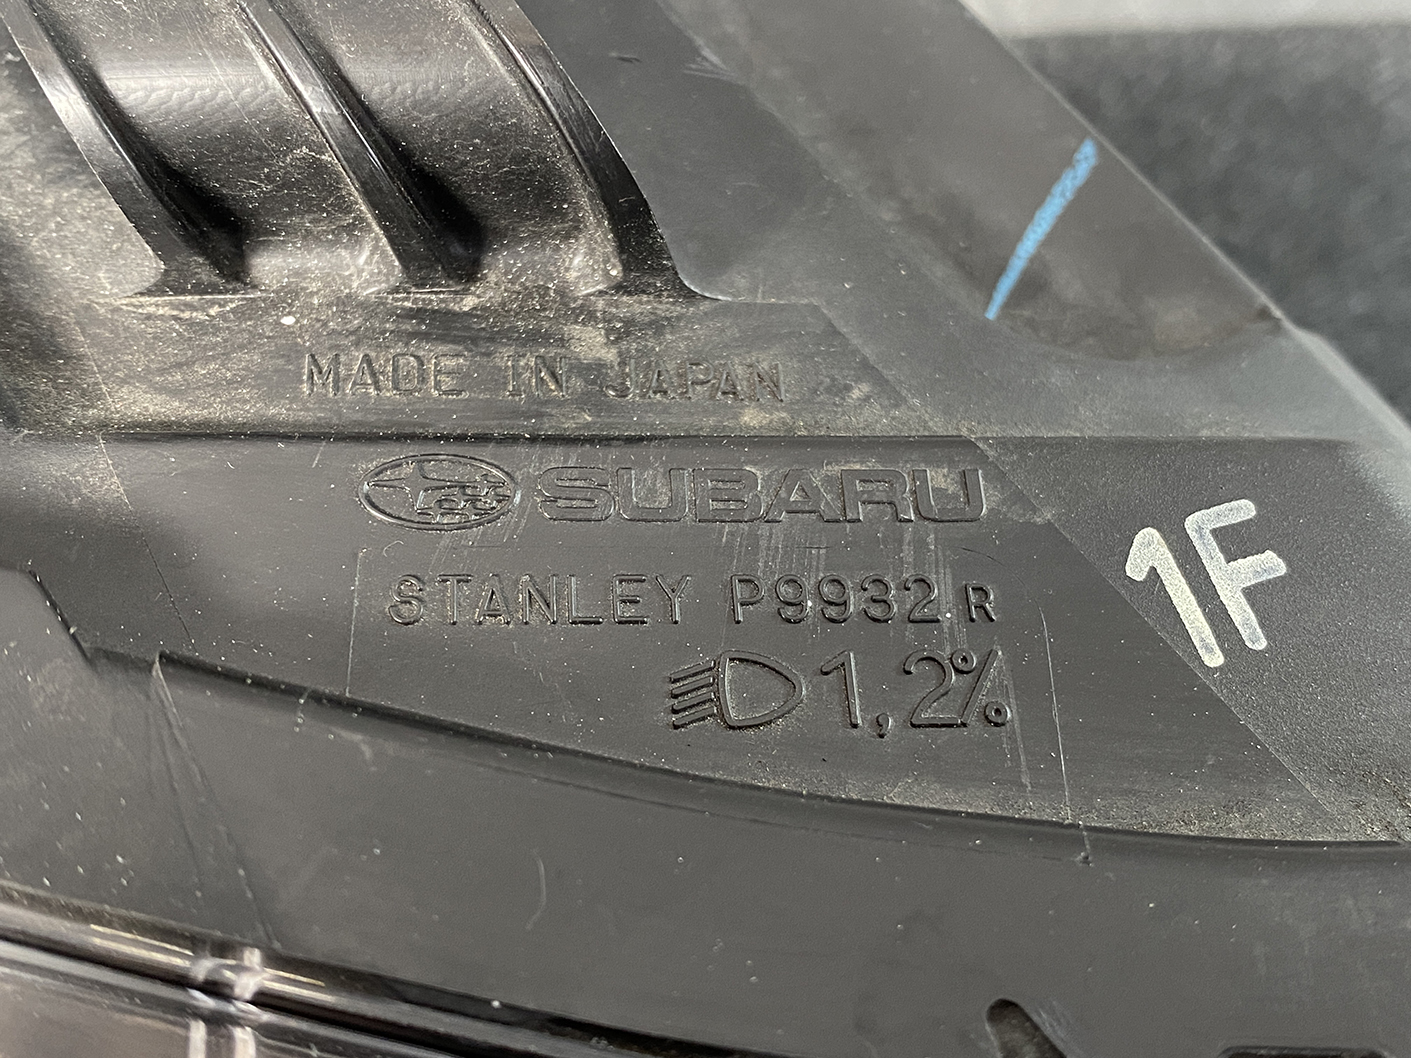 MADE IN JAPAN
SUBARU
STANLEY P9932 R
1,2%
1F